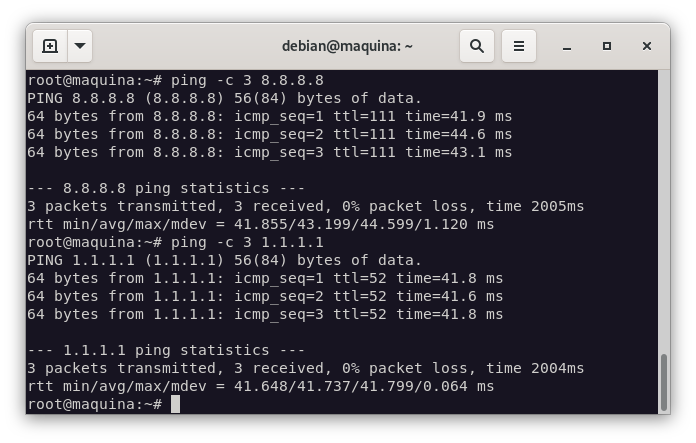 debian@maquina: ~
root@maquina:~# ping -c 3 8.8.8.8
PING 8.8.8.8 (8.8.8.8) 56(84) bytes of data.
64 bytes from 8.8.8.8: icmp_seq=1 ttl=111 time=41.9 ms
64 bytes from 8.8.8.8: icmp_seq=2 ttl=111 time=44.6 ms
64 bytes from 8.8.8.8: icmp_seq=3 ttl=111 time=43.1 ms

--- 8.8.8.8 ping statistics ---
3 packets transmitted, 3 received, 0% packet loss, time 2005ms
rtt min/avg/max/mdev = 41.855/43.199/44.599/1.120 ms
root@maquina:~# ping -c 3 1.1.1.1
PING 1.1.1.1 (1.1.1.1) 56(84) bytes of data.
64 bytes from 1.1.1.1: icmp_seq=1 ttl=52 time=41.8 ms
64 bytes from 1.1.1.1: icmp_seq=2 ttl=52 time=41.6 ms
64 bytes from 1.1.1.1: icmp_seq=3 ttl=52 time=41.8 ms

--- 1.1.1.1 ping statistics ---
3 packets transmitted, 3 received, 0% packet loss, time 2004ms
rtt min/avg/max/mdev = 41.648/41.737/41.799/0.064 ms
root@maquina:~#